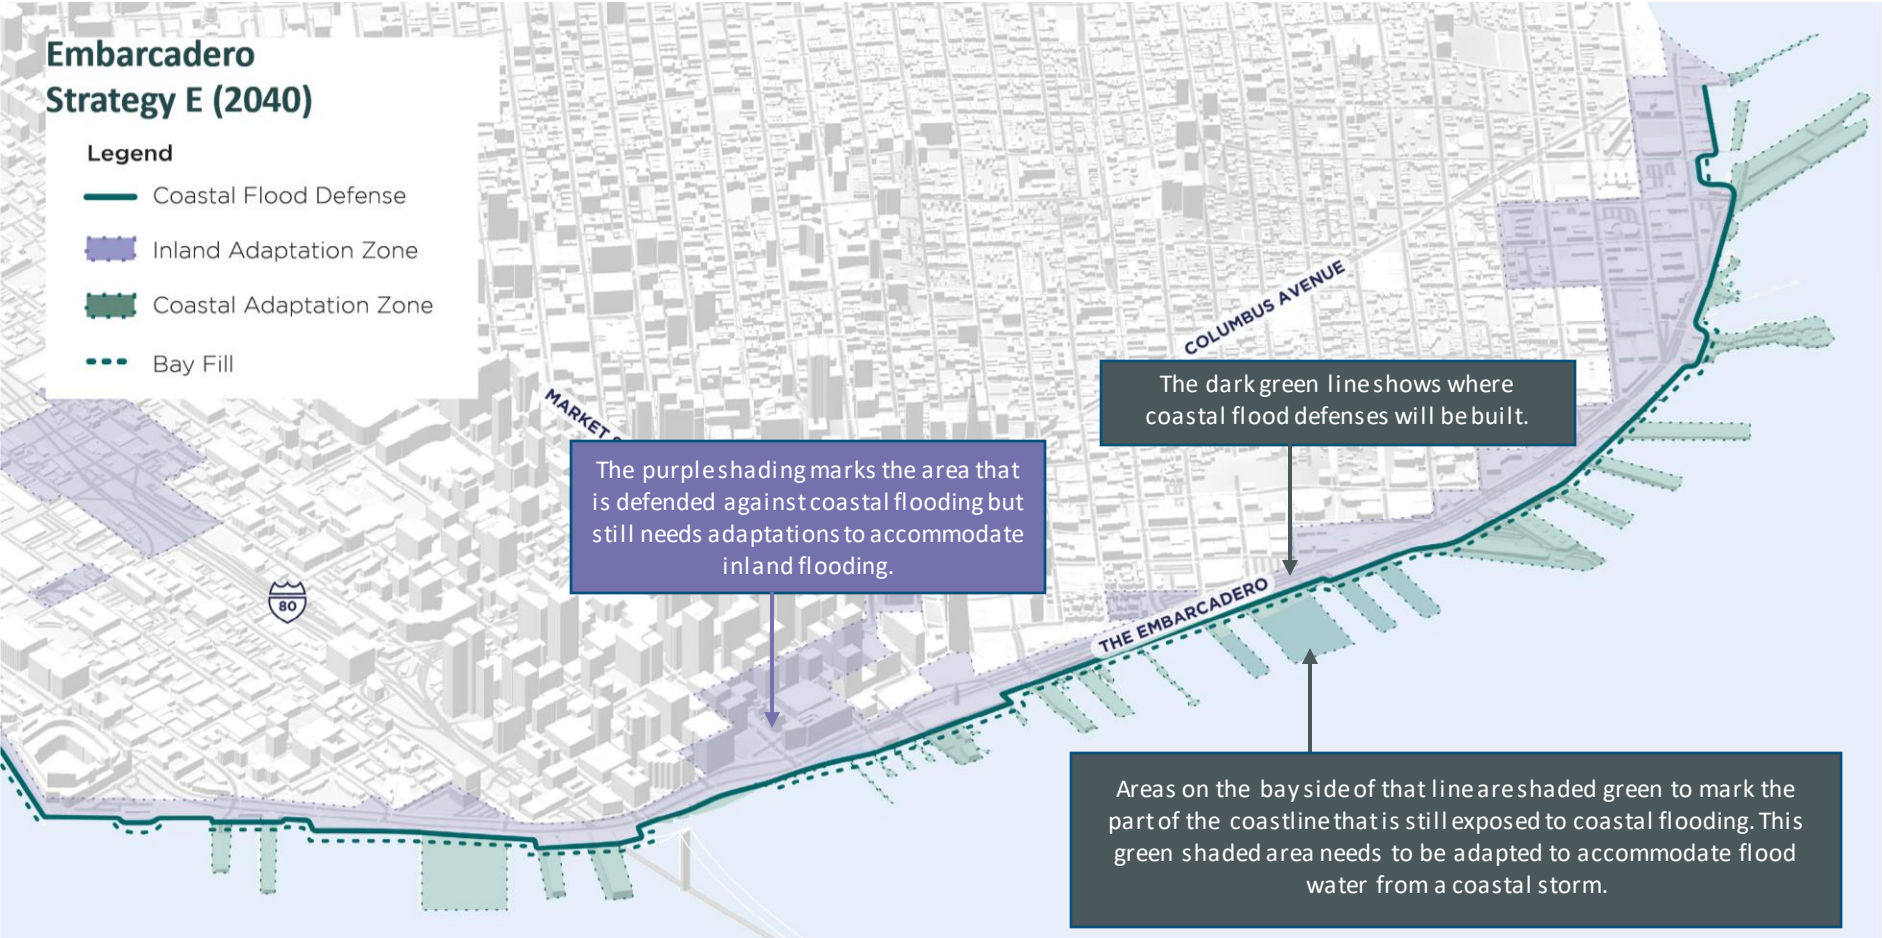 Embarcadero
Strategy E (2040)
Legend
Coastal Flood Defense
Inland Adaptation Zone
Coastal Adaptation Zone
Bay Fill
COLUMBUS AVENUE
MARKET
The dark green line shows where
coastal flood defenses will be built.
The purple shading marks the area that
is defended against coastal flooding but
still needs adaptations to accommodate
inland flooding.
80
THE EMBARCADERO
Areas on the bay side of that line are shaded green to mark the
part of the coastline that is still exposed to coastal flooding. This
green shaded area needs to be adapted to accommodate flood
water from a coastal storm.